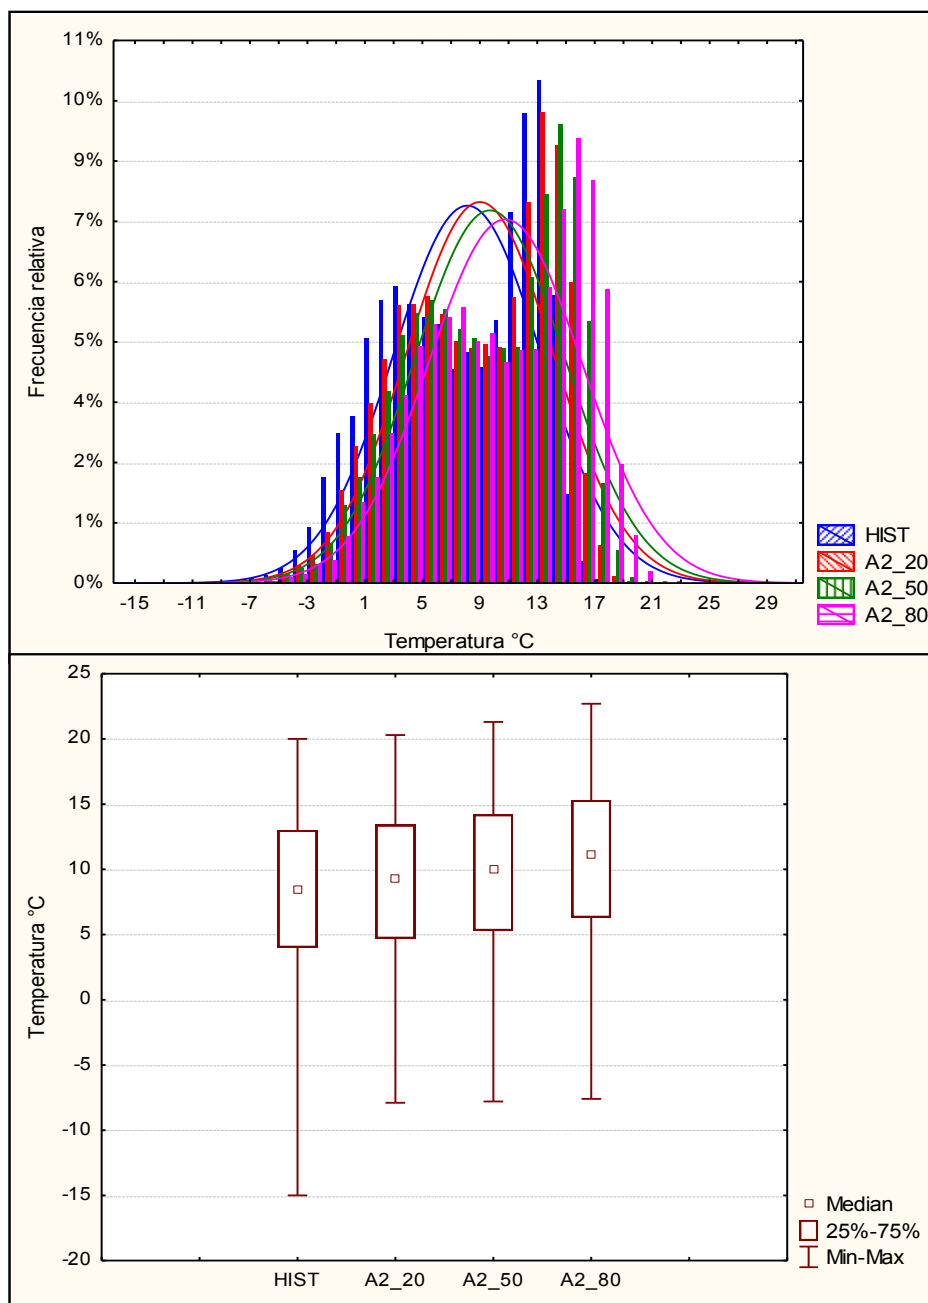 11%
10%
9%
7%
6%
5%
4%
2%
1%
0%
Frecuencia relativa
-15 -11 -7 -3 1 5 9 13 17 21 25 29
Temperatura °C
HIST
A2_20
A2_50
A2_80
25
20
15
10
5
0
-5
-10
-15
-20
Temperatura °C
HIST A2_20 A2_50 A2_80
Median
25%-75%
Min-Max